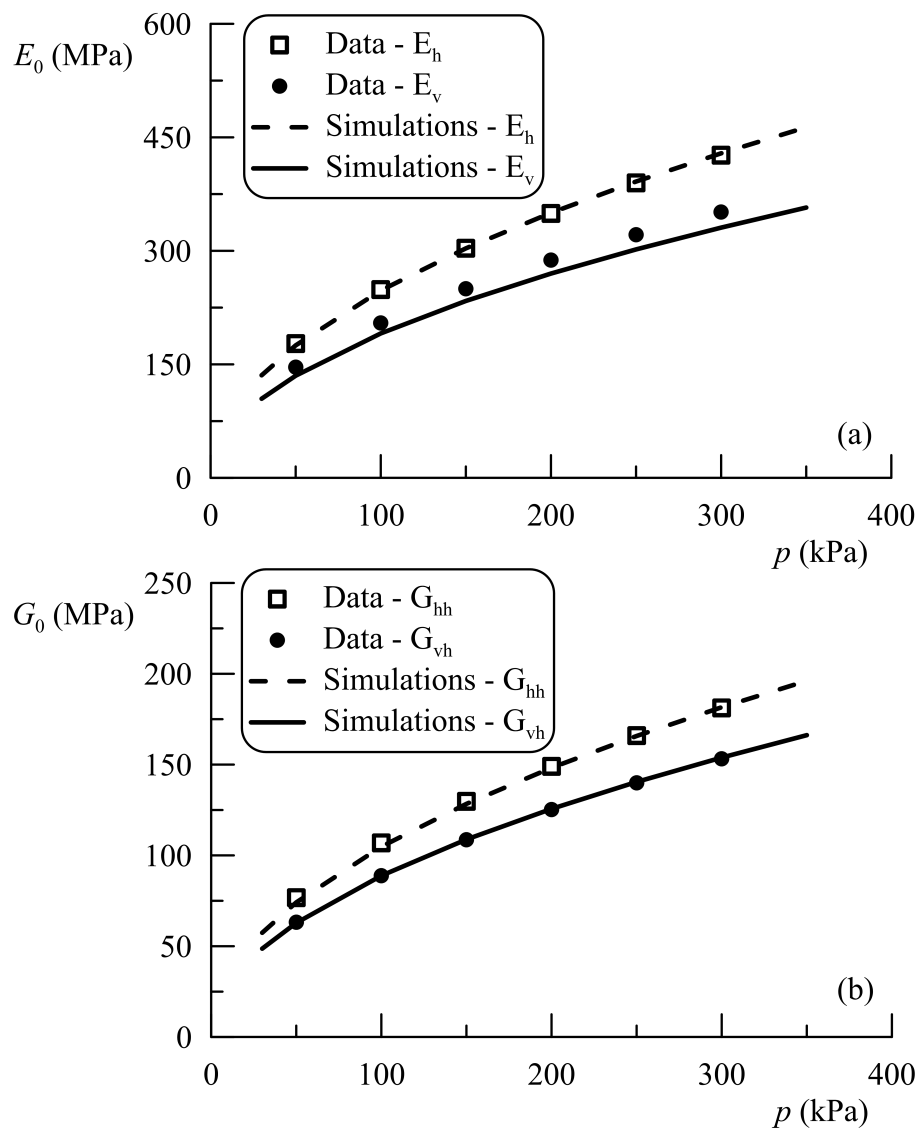 600
E₀ (MPa)
Data - Eₕ
Data - Eᵥ
Simulations - Eₕ
Simulations - Eᵥ
450
300
150
0
(a)
0 100 200 300 400
p (kPa)
250
G₀ (MPa)
Data - Gₕₕ
Data - Gᵥₕ
Simulations - Gₕₕ
Simulations - Gᵥₕ
200
150
100
50
0
(b)
0 100 200 300 400
p (kPa)